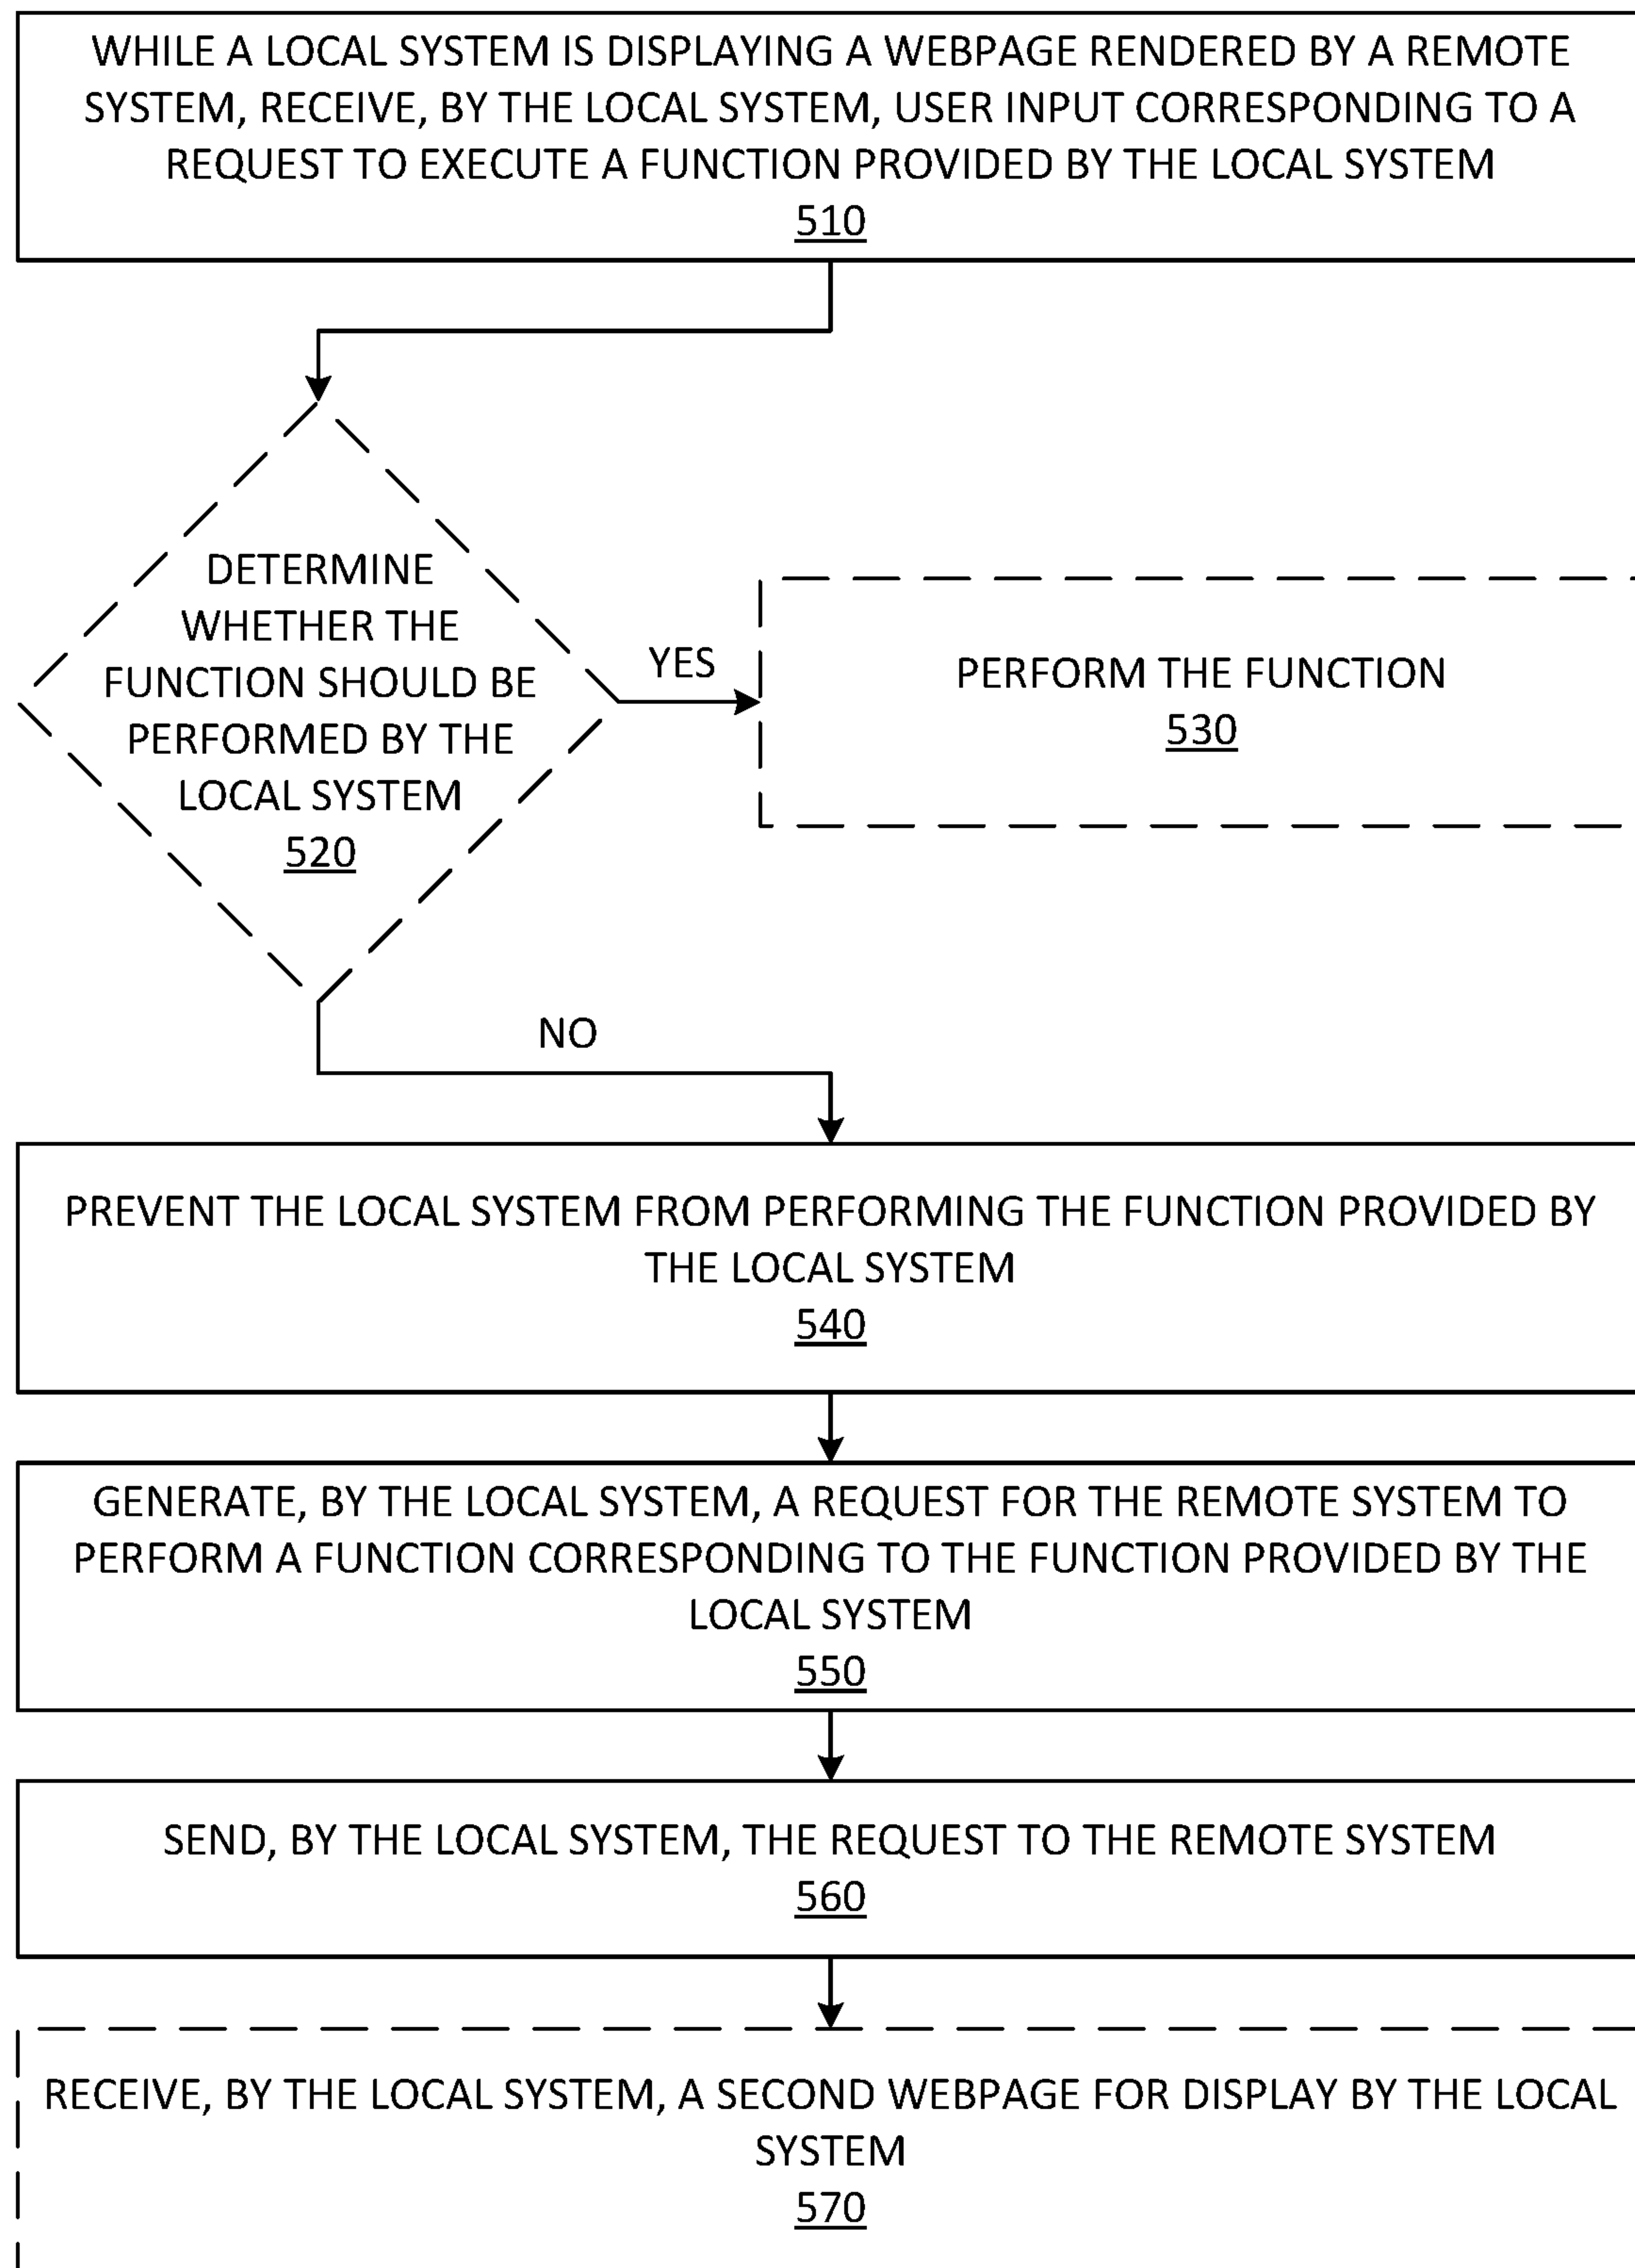 WHILE A LOCAL SYSTEM IS DISPLAYING A WEBPAGE RENDERED BY A REMOTE
SYSTEM, RECEIVE, BY THE LOCAL SYSTEM, USER INPUT CORRESPONDING TO A
REQUEST TO EXECUTE A FUNCTION PROVIDED BY THE LOCAL SYSTEM
510
DETERMINE
WHETHER THE
FUNCTION SHOULD BE
PERFORMED BY THE
LOCAL SYSTEM
520
YES
PERFORM THE FUNCTION
530
NO
PREVENT THE LOCAL SYSTEM FROM PERFORMING THE FUNCTION PROVIDED BY
THE LOCAL SYSTEM
540
GENERATE, BY THE LOCAL SYSTEM, A REQUEST FOR THE REMOTE SYSTEM TO
PERFORM A FUNCTION CORRESPONDING TO THE FUNCTION PROVIDED BY THE
LOCAL SYSTEM
550
SEND, BY THE LOCAL SYSTEM, THE REQUEST TO THE REMOTE SYSTEM
560
RECEIVE, BY THE LOCAL SYSTEM, A SECOND WEBPAGE FOR DISPLAY BY THE LOCAL
SYSTEM
570